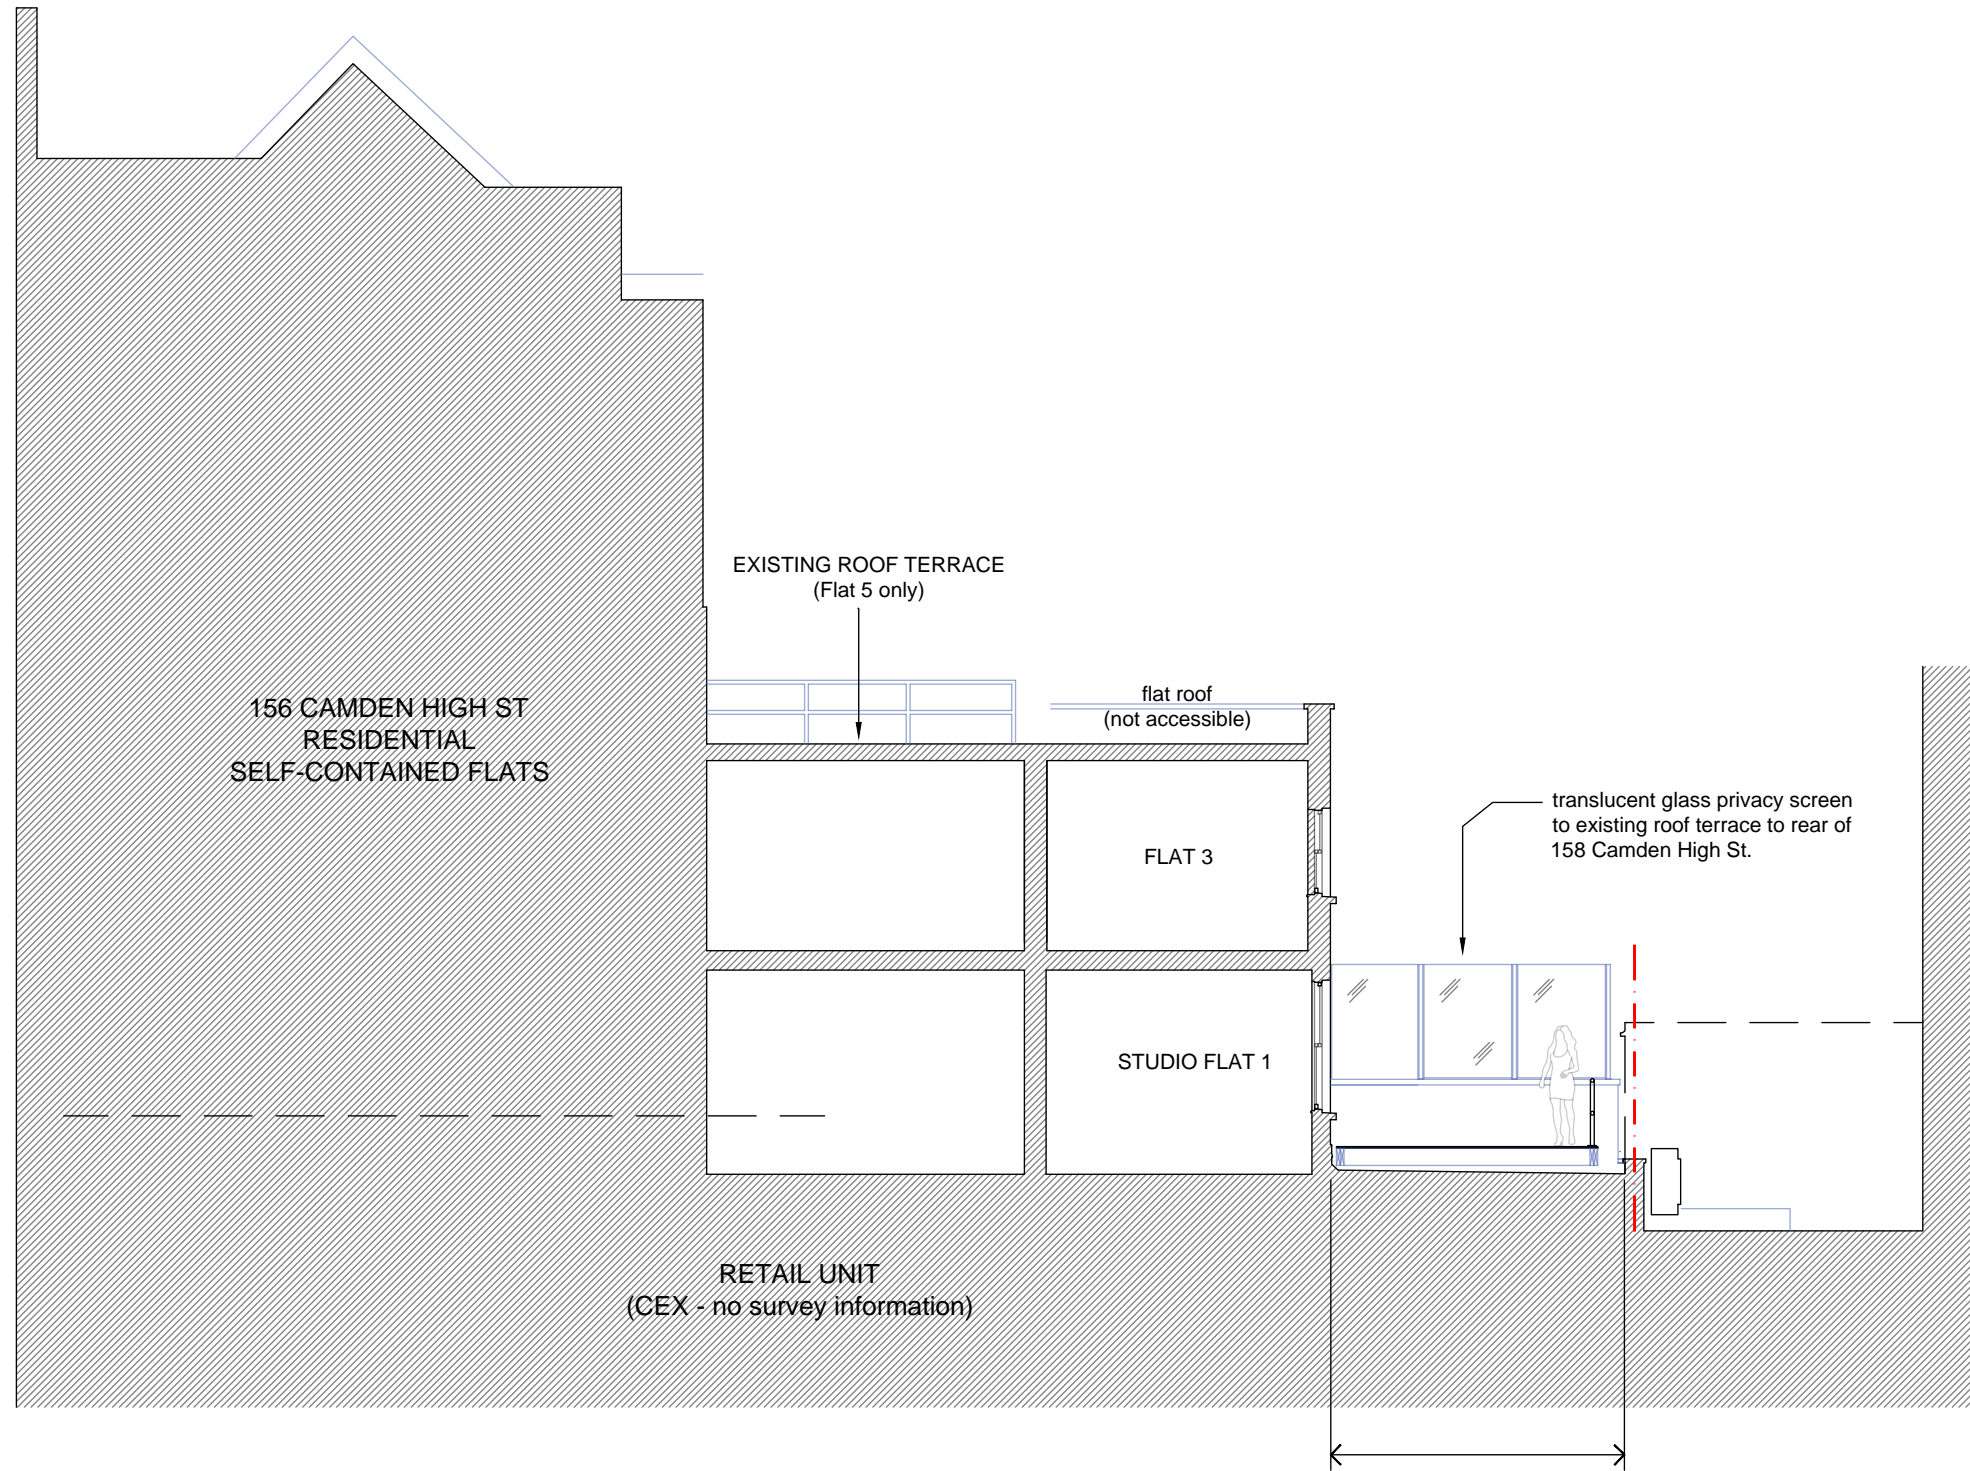 EXISTING ROOF TERRACE
(Flat 5 only)
156 CAMDEN HIGH ST
RESIDENTIAL
SELF-CONTAINED FLATS
flat roof
(not accessible)
translucent glass privacy screen
to existing roof terrace to rear of
158 Camden High St.
FLAT 3
STUDIO FLAT 1
RETAIL UNIT
(CEX - no survey information)